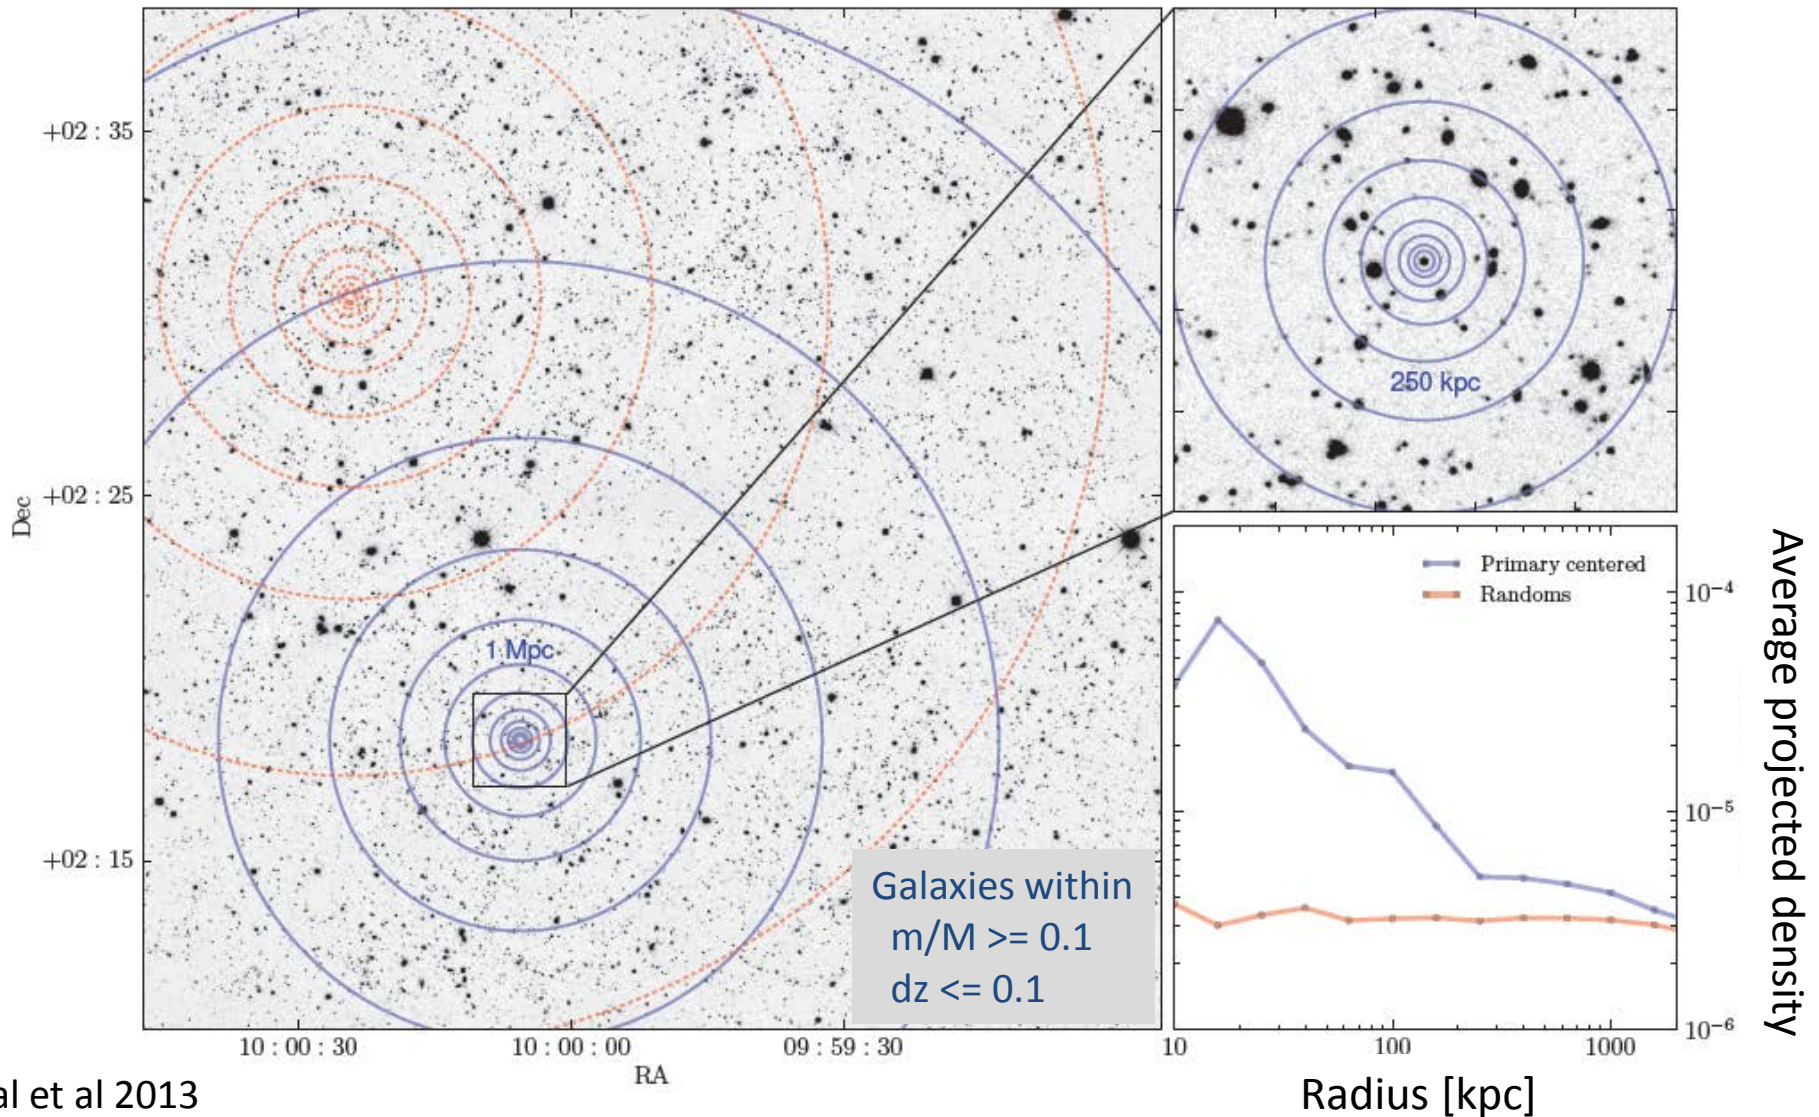 +02 : 35
+02 : 25
+02 : 15
Dec
10 : 00 : 30
10 : 00 : 00
09 : 59 : 30
RA
1 Mpc
Galaxies within
m/M >= 0.1
dz <= 0.1
250 kpc
Primary centered
Randoms
10⁻⁴
10⁻⁵
10⁻⁶
Average projected density
10
100
1000
Radius [kpc]
al et al 2013